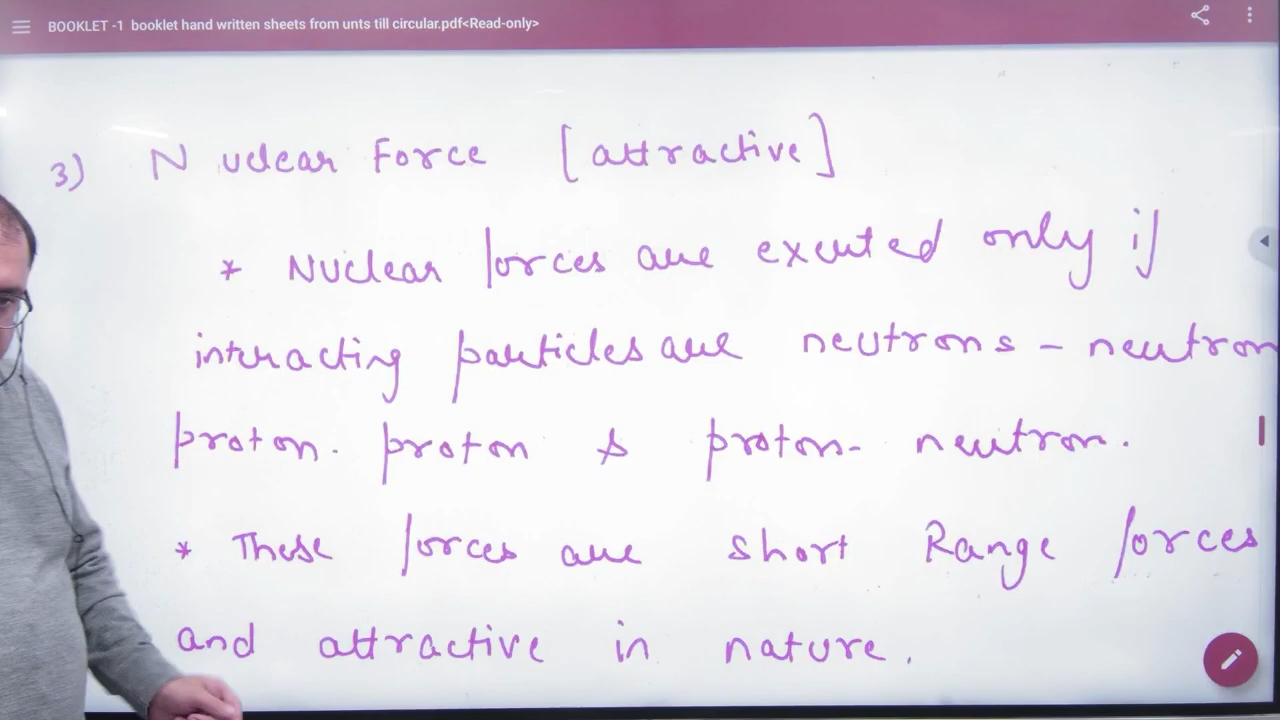 BOOKLET -1 booklet hand written sheets from unts till circular.pdf<Read-only>
3) Nuclear Force [attractive]
* Nuclear forces are exerted only if
interacting particles are neutrons - neutron
proton - proton & proton - neutron.
* These forces are short Range forces
and attractive in nature.